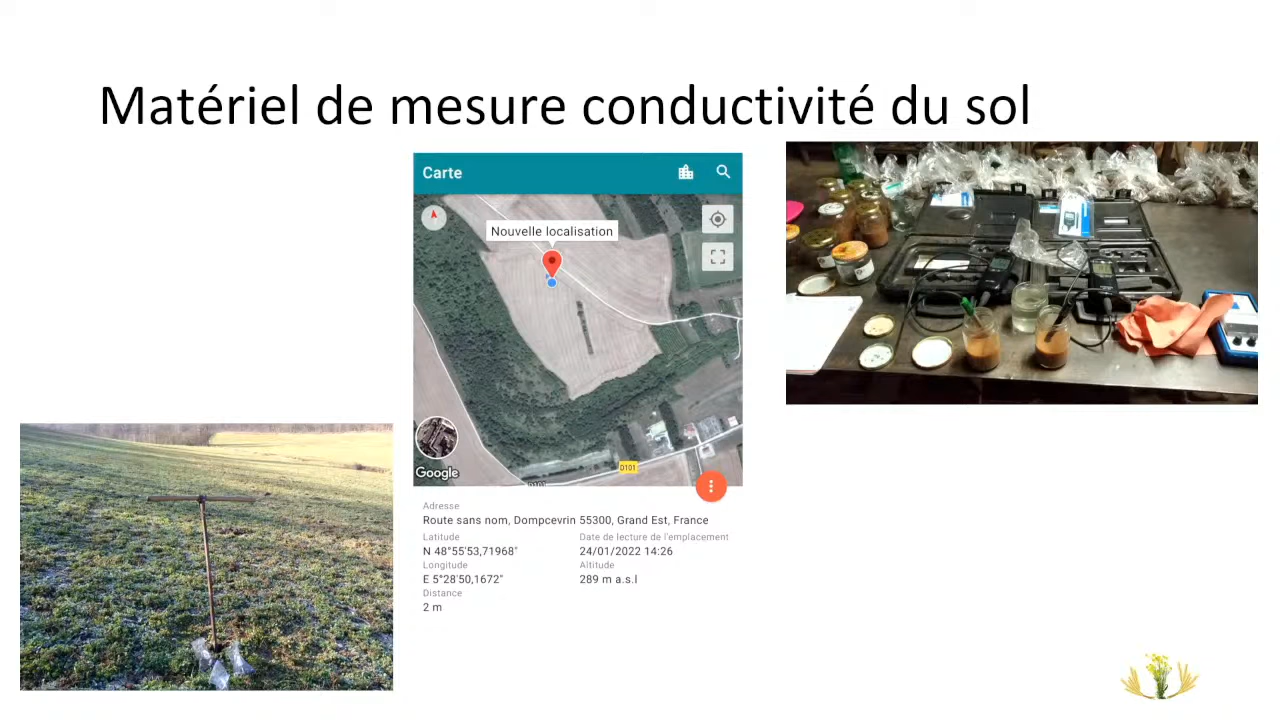 Matériel de mesure conductivité du sol
Carte
Nouvelle localisation
Google
D101
D101
Adresse
Route sans nom, Dompcevrin 55300, Grand Est, France
Latitude
Date de lecture de l'emplacement
N 48°55'53,71968"
24/01/2022 14:26
Longitude
Altitude
E 5°28'50,1672"
289 m a.s.l
Distance
2 m